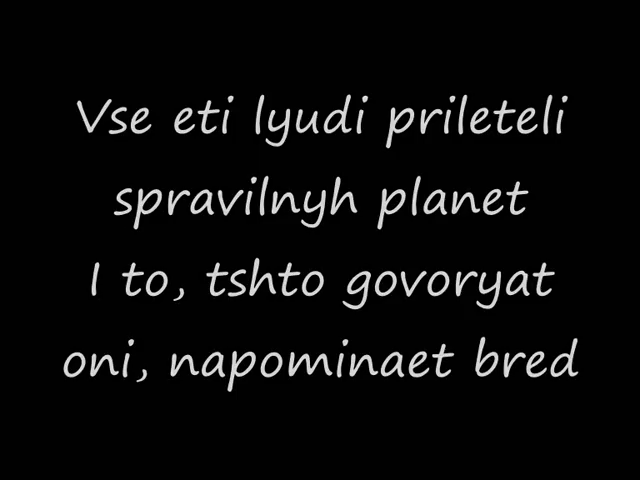 Vse eti lyudi prileteli
spravilnyh planet
I to, tshto govoryat
oni, napominaet bred